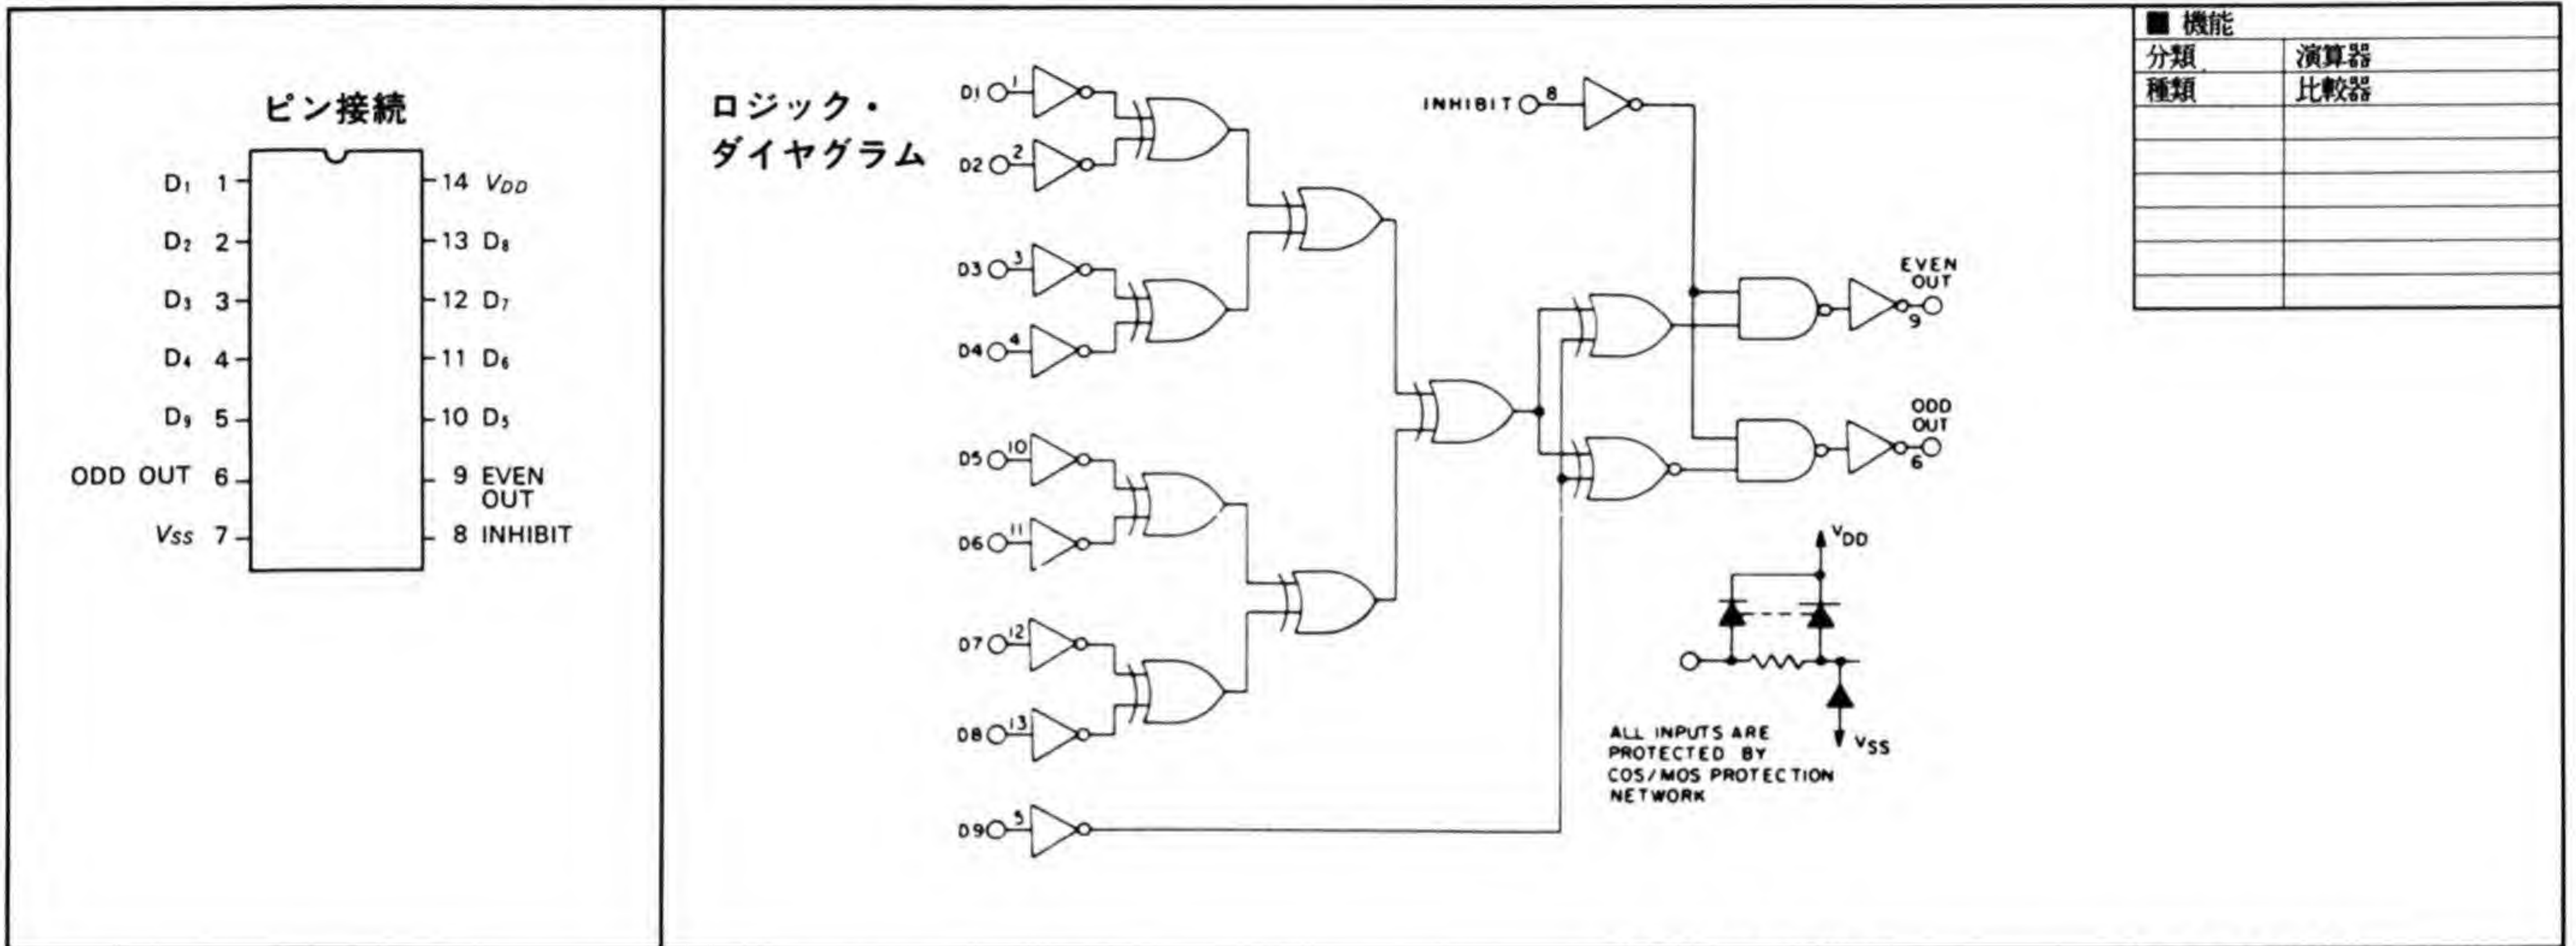 ピン接続
D₁ 1
D₂ 2
D₃ 3
D₄ 4
D₉ 5
ODD OUT 6
VSS 7
14 VDD
13 D₈
12 D₇
11 D₆
10 D₅
9 EVEN
OUT
8 INHIBIT
ロジック・
ダイヤグラム
D1 1
D2 2
D3 3
D4 4
D5 10
D6 11
D7 12
D8 13
D9 5
INHIBIT 8
EVEN
OUT
9
ODD
OUT
6
VDD
VSS
ALL INPUTS ARE
PROTECTED BY
COS/MOS PROTECTION
NETWORK
■ 機能
分類 演算器
種類 比較器